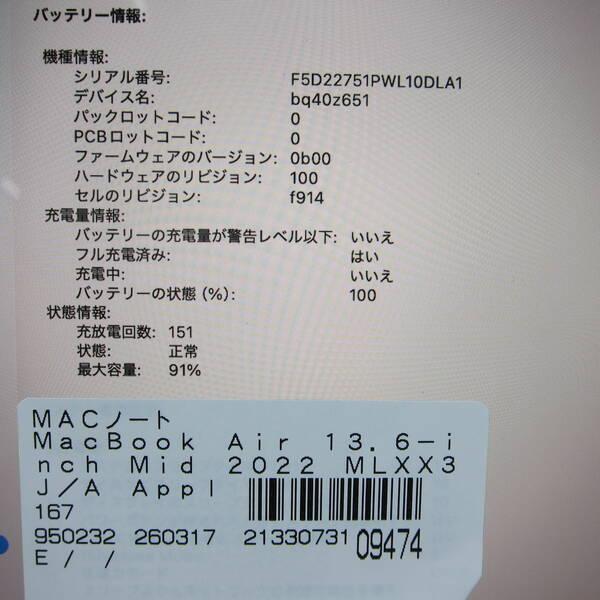 バッテリー情報:
機種情報:
シリアル番号: F5D22751PWL10DLA1
デバイス名: bq40z651
パックロットコード: 0
PCBロットコード: 0
ファームウェアのバージョン: 0b00
ハードウェアのリビジョン: 100
セルのリビジョン: f914
充電量情報:
バッテリーの充電量が警告レベル以下: いいえ
フル充電済み: はい
充電中: いいえ
バッテリーの状態 (%): 100
状態情報:
充放電回数: 151
状態: 正常
最大容量: 91%
MACノート
MacBook Air 13.6-i
nch Mid 2022 MLXX3
J/A Appl
167
950232 260317 21330731 09474
E / /